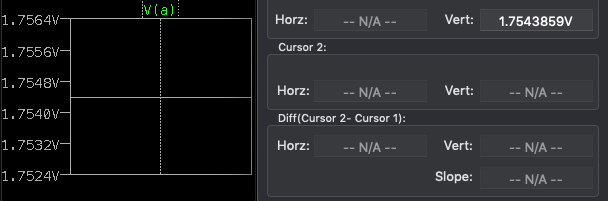 V(a)
1.7564V
1.7556V
1.7548V
1.7540V
1.7532V
1.7524V
Horz: -- N/A -- Vert: 1.7543859V
Cursor 2:
Horz: -- N/A -- Vert: -- N/A --
Diff(Cursor 2- Cursor 1):
Horz: -- N/A -- Vert: -- N/A --
Slope: -- N/A --